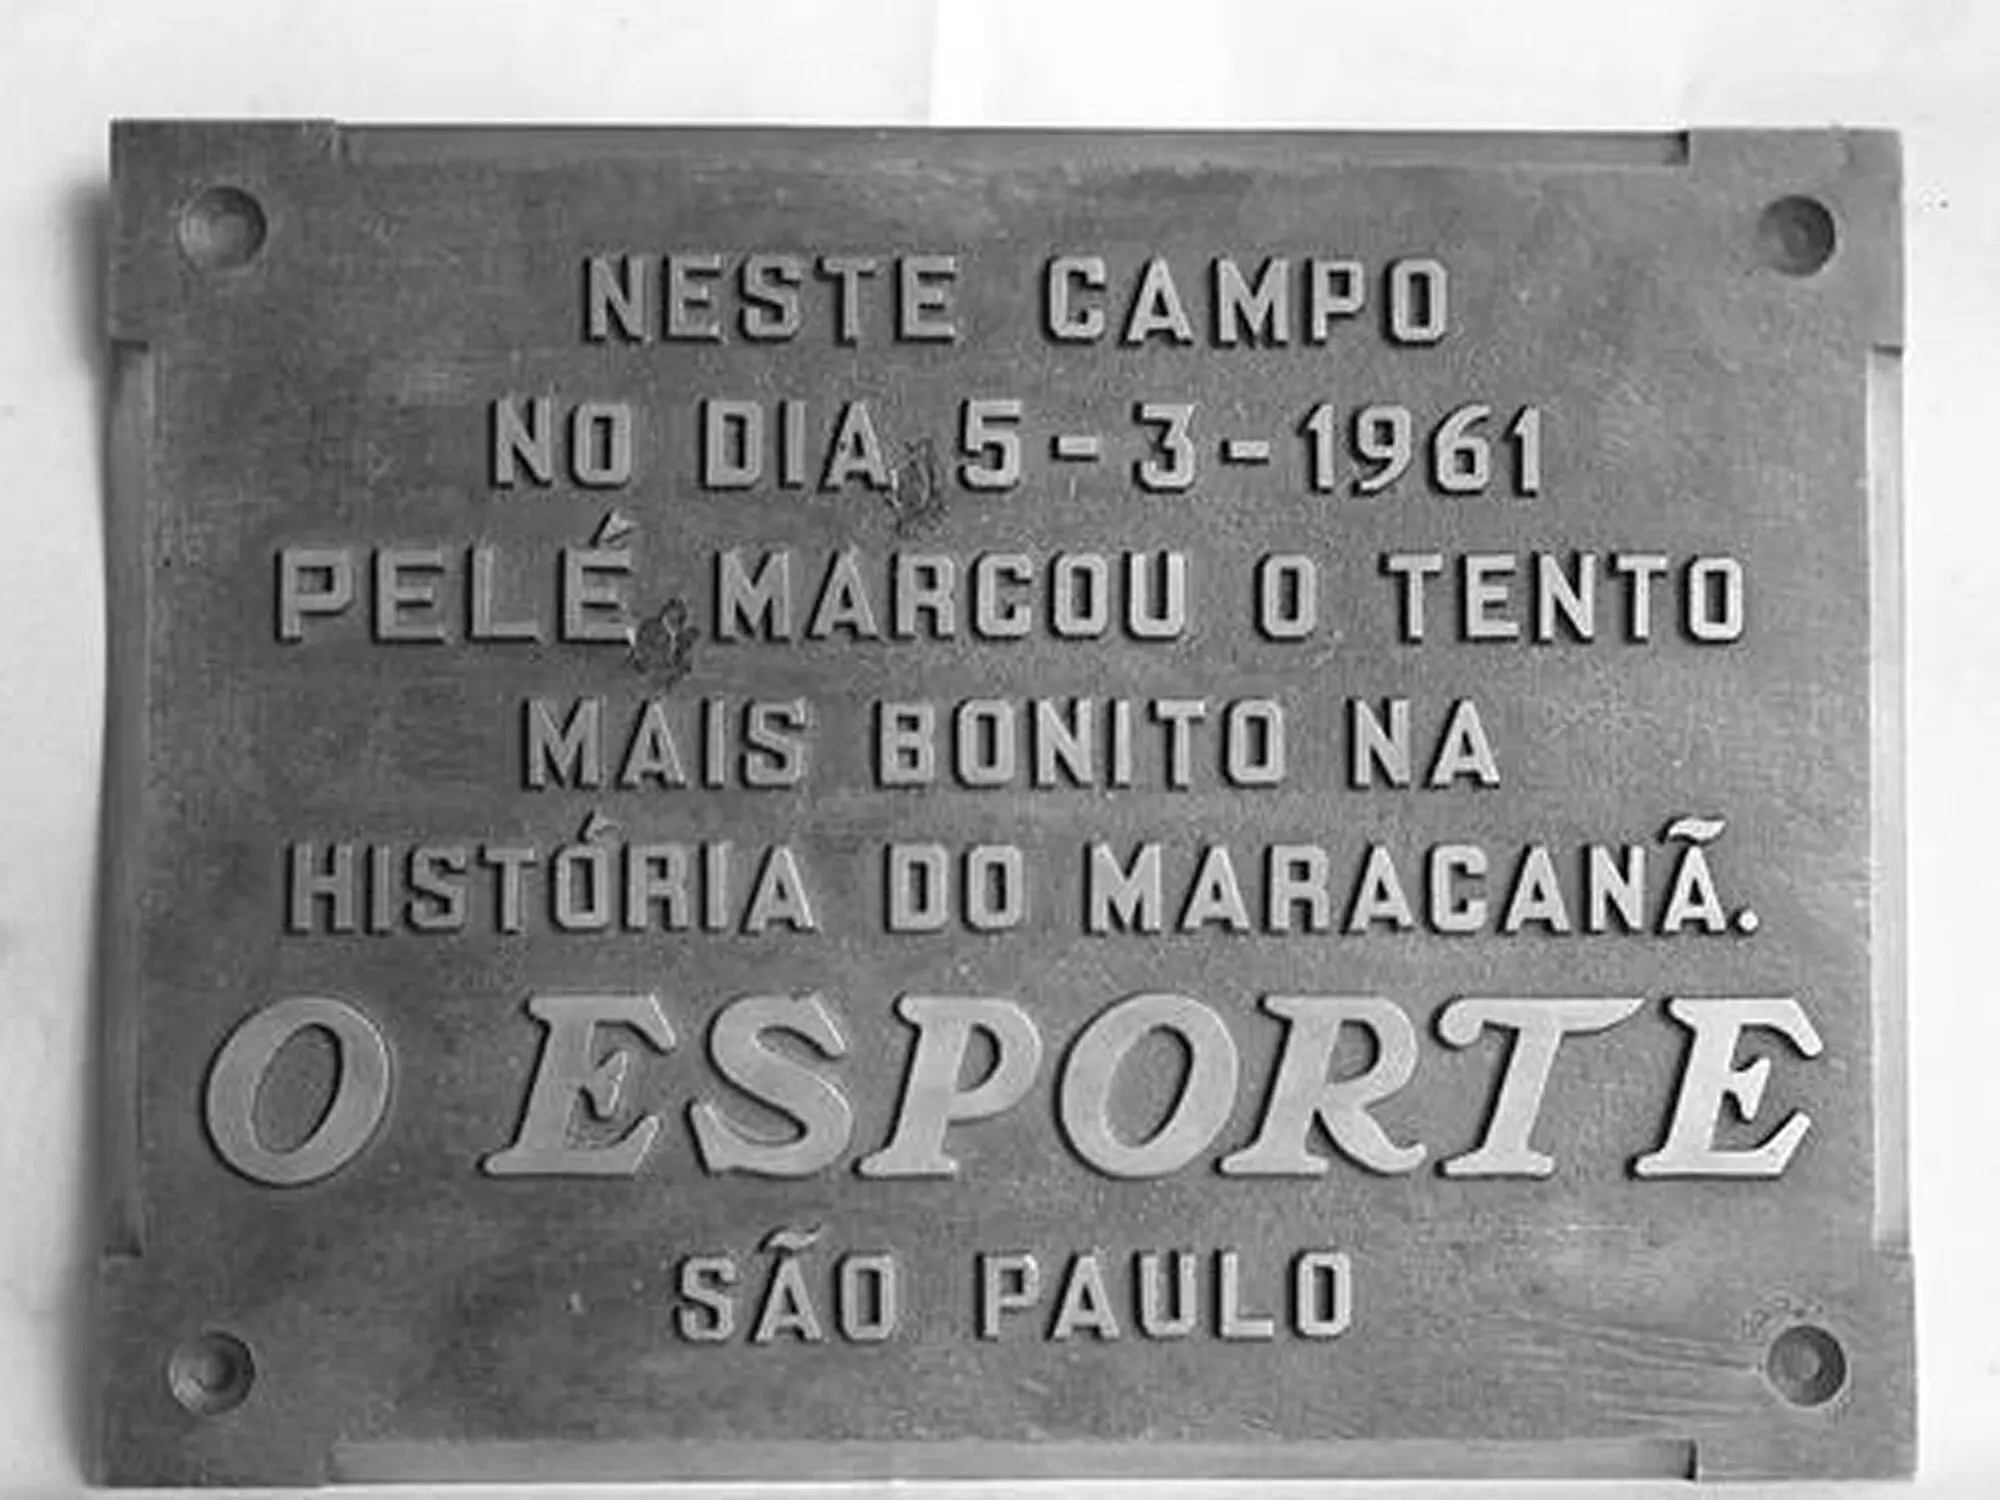 NESTE CAMPO
NO DIA 5-3-1961
PELÉ MARCOU O TENTO
MAIS BONITO NA
HISTÓRIA DO MARACANÃ.
O ESPORTE
SÃO PAULO